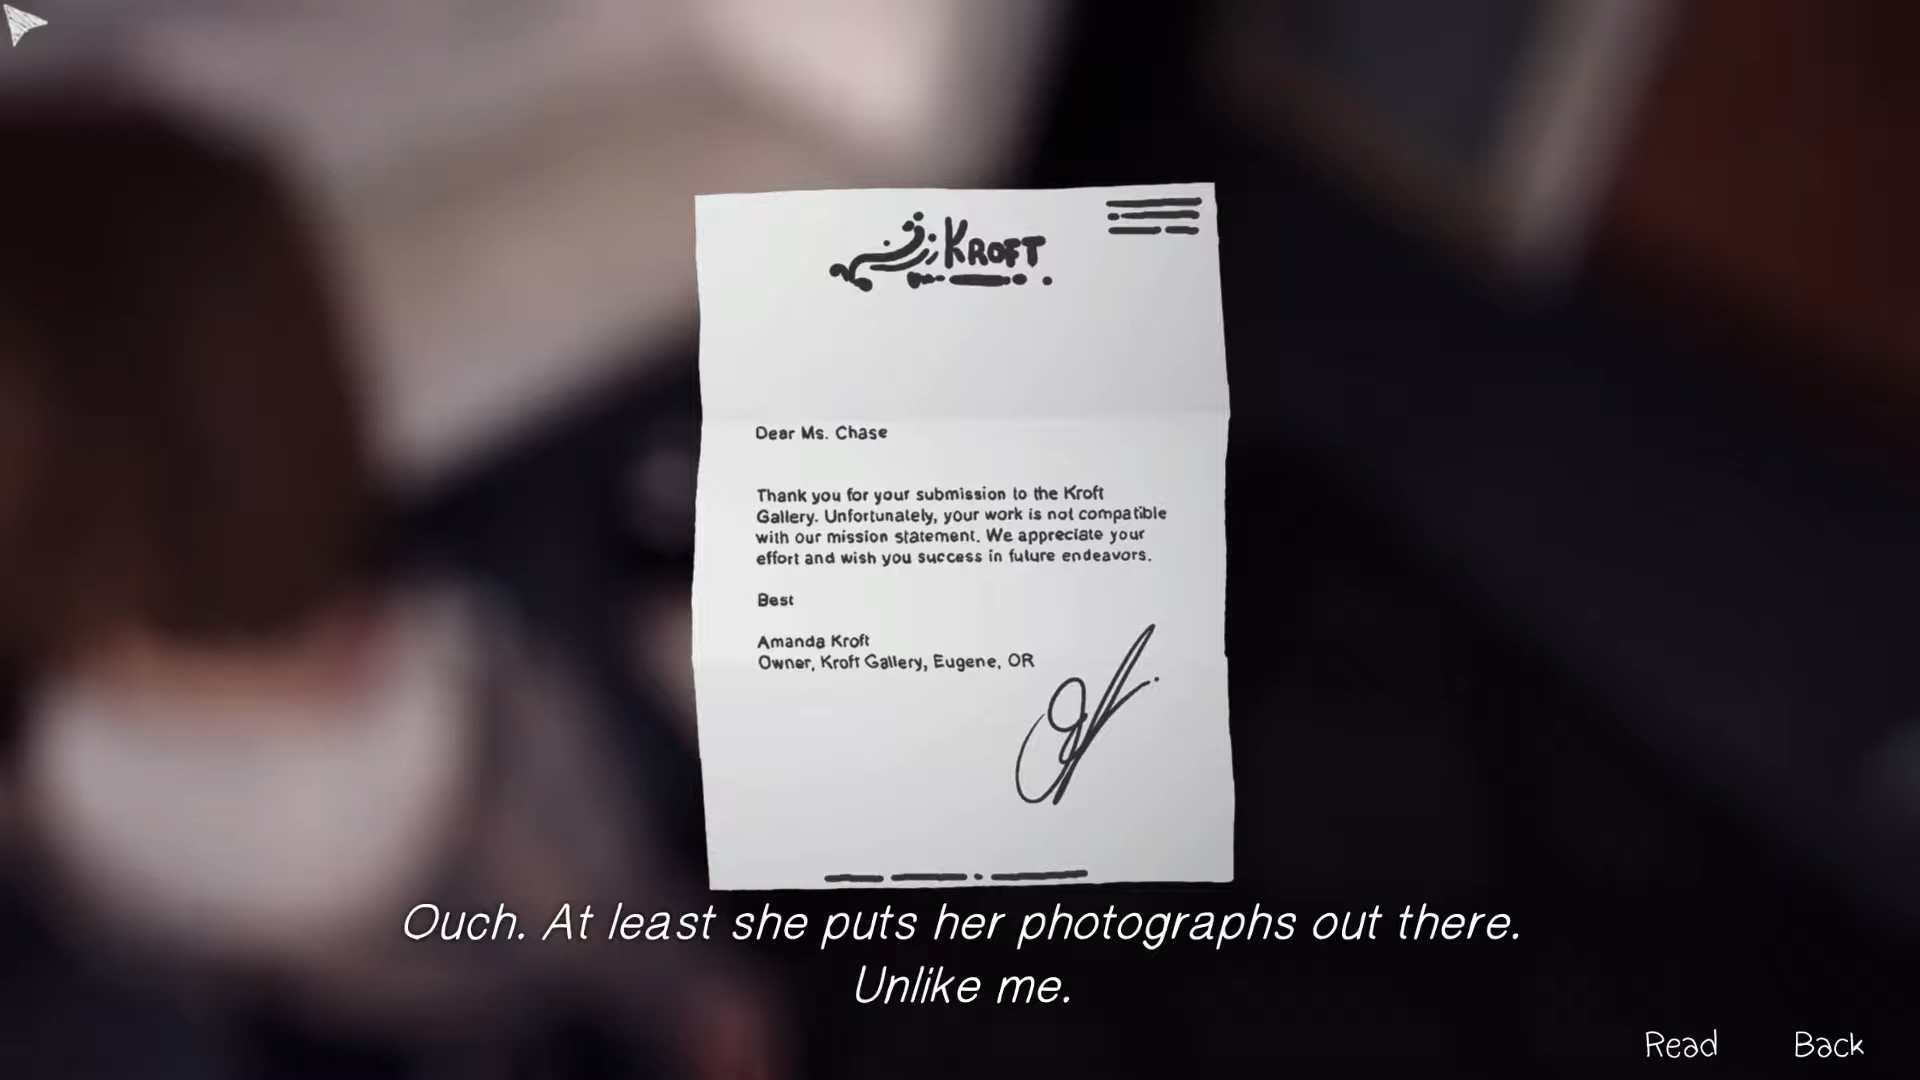 KROFT
Dear Ms. Chase
Thank you for your submission to the Kroft
Gallery. Unfortunately, your work is not compatible
with our mission statement. We appreciate your
effort and wish you success in future endeavors.
Best
Amanda Kroft
Owner, Kroft Gallery, Eugene, OR
Ouch. At least she puts her photographs out there.
Unlike me.
Read
Back